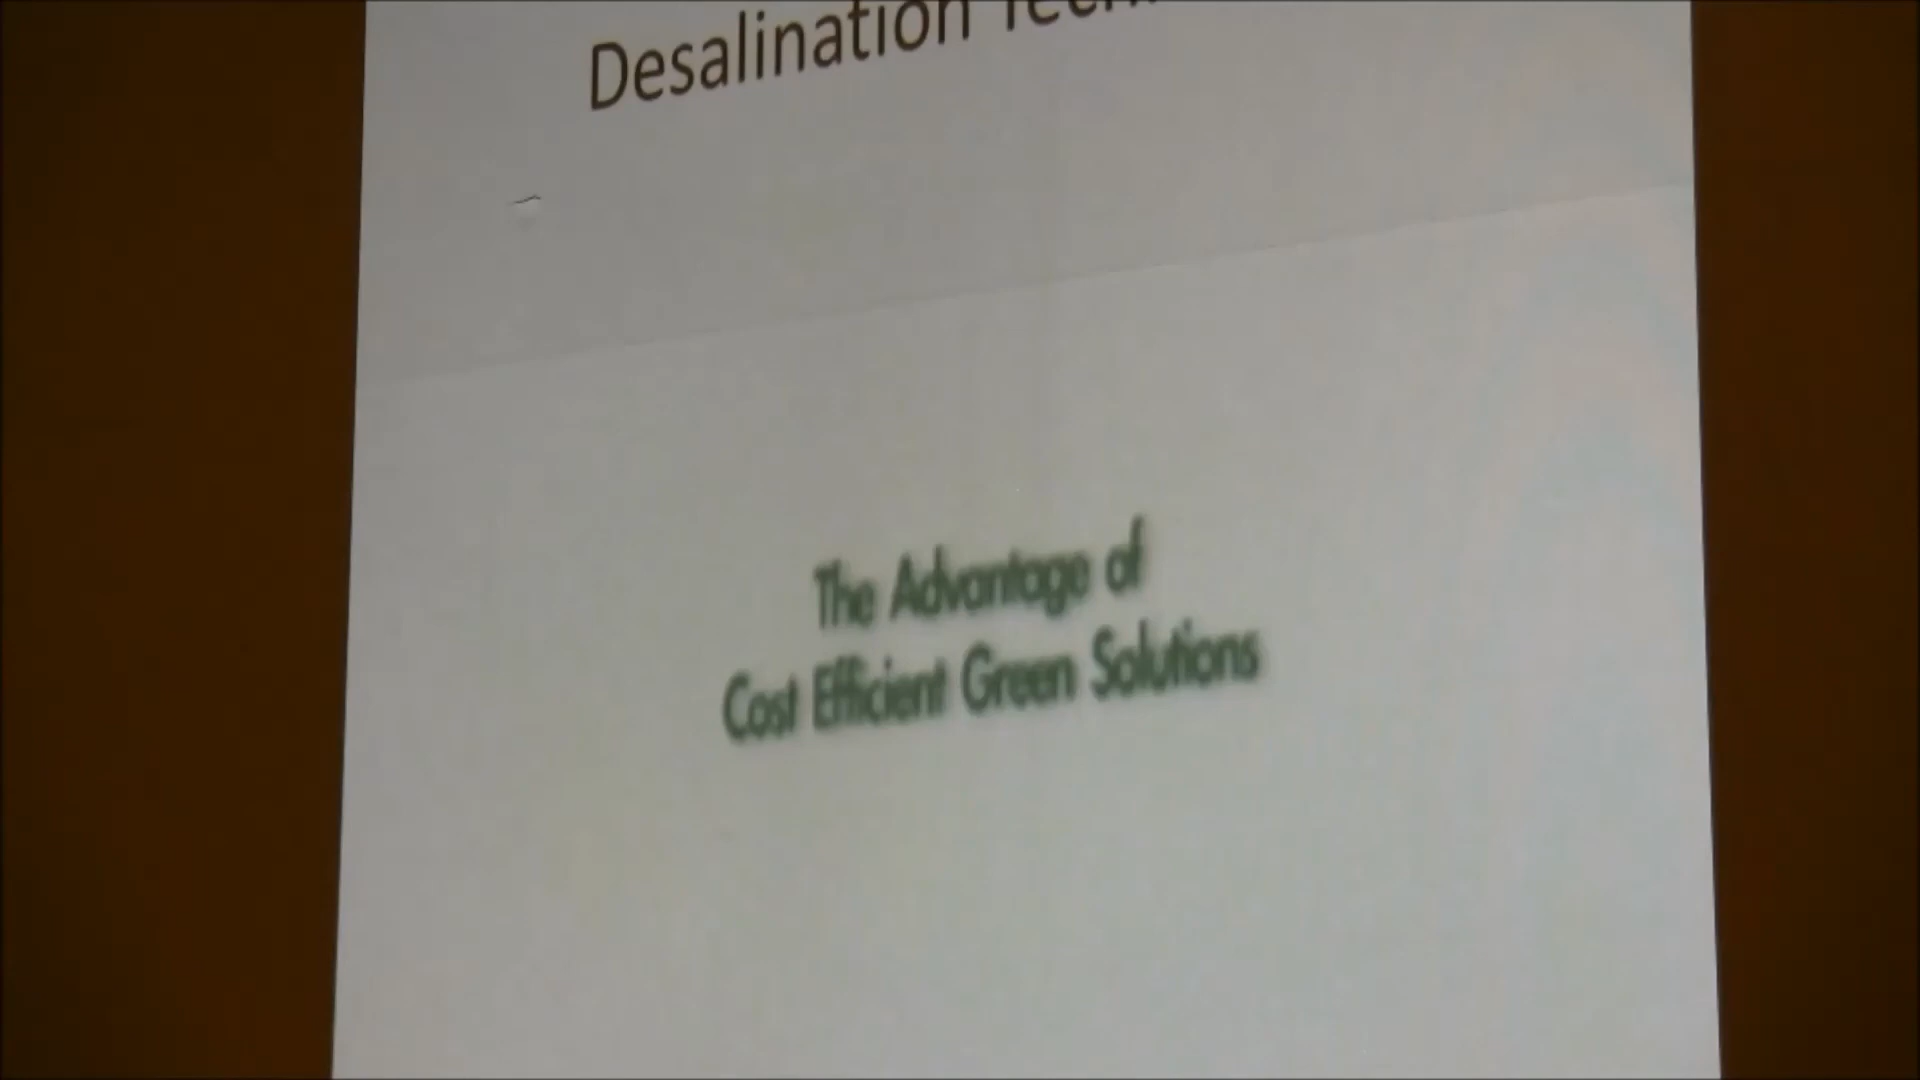 Desalination
The Advantage of
Cost Efficient Green Solutions